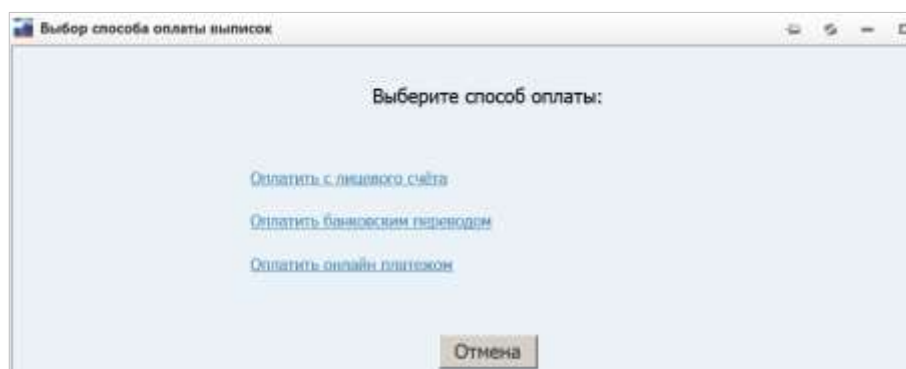 Выбор способа оплаты выписок
Выберите способ оплаты:
Оплатить с лицевого счёта
Оплатить банковским переводом
Оплатить онлайн платежом
Отмена